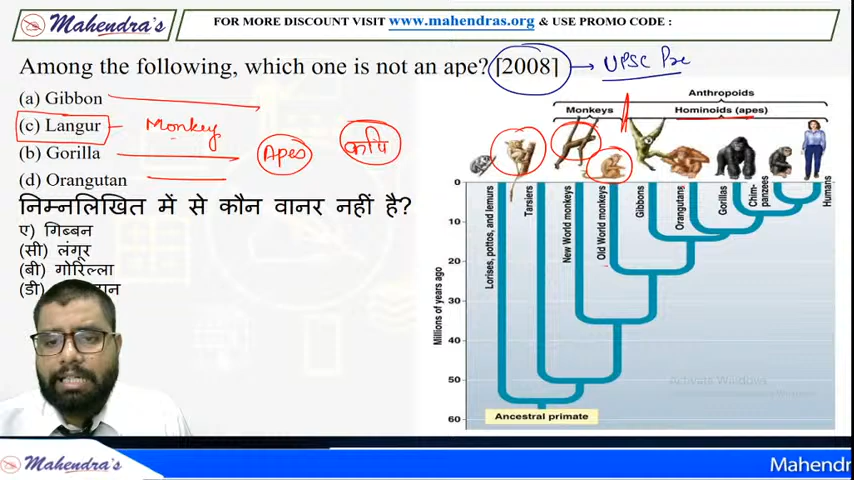 Mahendra's
FOR MORE DISCOUNT VISIT www.mahendras.org & USE PROMO CODE :
Among the following, which one is not an ape? [2008] → UPSC Pre
(a) Gibbon
(c) Langur - Monkey
(b) Gorilla
Apes
कपि
(d) Orangutan
निम्नलिखित में से कौन वानर नहीं है?
ए) गिब्बन
(सी) लंगूर
(बी) गोरिल्ला
(डी)
Anthropoids
Monkeys
Hominoids (apes)
Lorises, pottos, and lemurs
Tarsiers
New World monkeys
Old World monkeys
Gibbons
Orangutans
Gorillas
Chim-
panzees
Humans
Millions of years ago
0
10
20
30
40
50
60
Ancestral primate
Activate Windows
Mahendra's
Mahendr